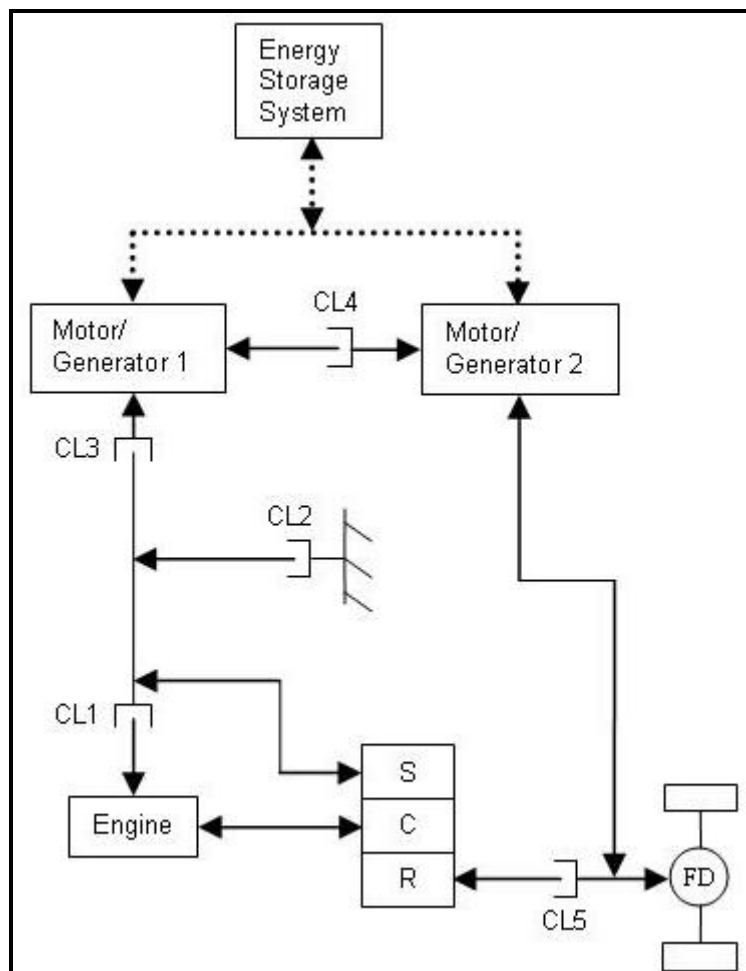 Energy
Storage
System
CL4
Motor/
Generator 1
Motor/
Generator 2
CL3
CL2
CL1
S
Engine
C
R
FD
CL5